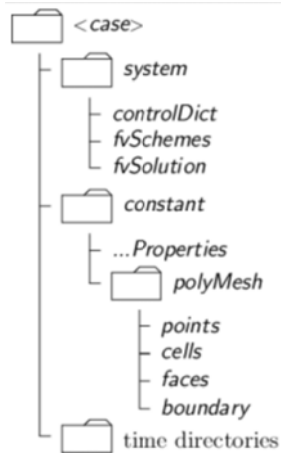 <case>
system
controlDict
fvSchemes
fvSolution
constant
...Properties
polyMesh
points
cells
faces
boundary
time directories